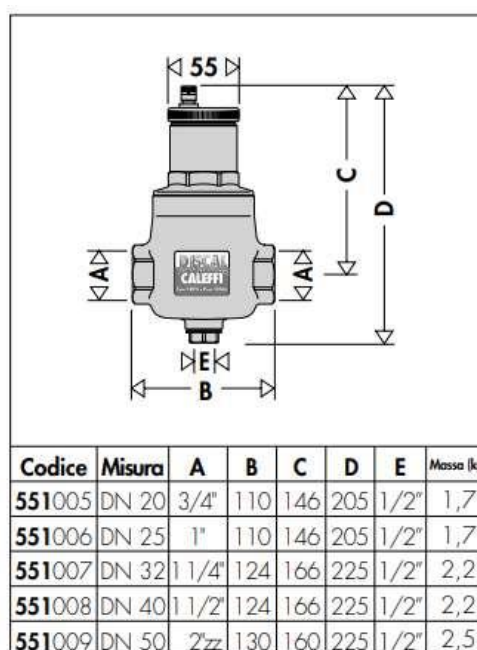 55
C
D
A
DISCAL
CALEFFI
A
E
B
Codice Misura A B C D E Massa (k
551005 DN 20 3/4" 110 146 205 1/2" 1,7
551006 DN 25 1" 110 146 205 1/2" 1,7
551007 DN 32 1 1/4" 124 166 225 1/2" 2,2
551008 DN 40 1 1/2" 124 166 225 1/2" 2,2
551009 DN 50 2"zz 130 160 225 1/2" 2,5